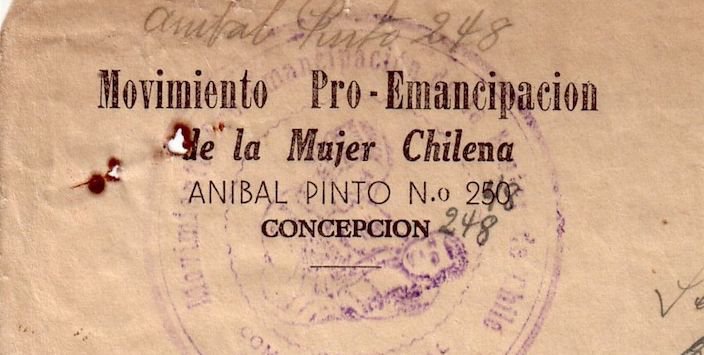 Anibal Pinto 248
Movimiento Pro-Emancipacion
de la Mujer Chilena
ANIBAL PINTO N.o 250
248
CONCEPCION